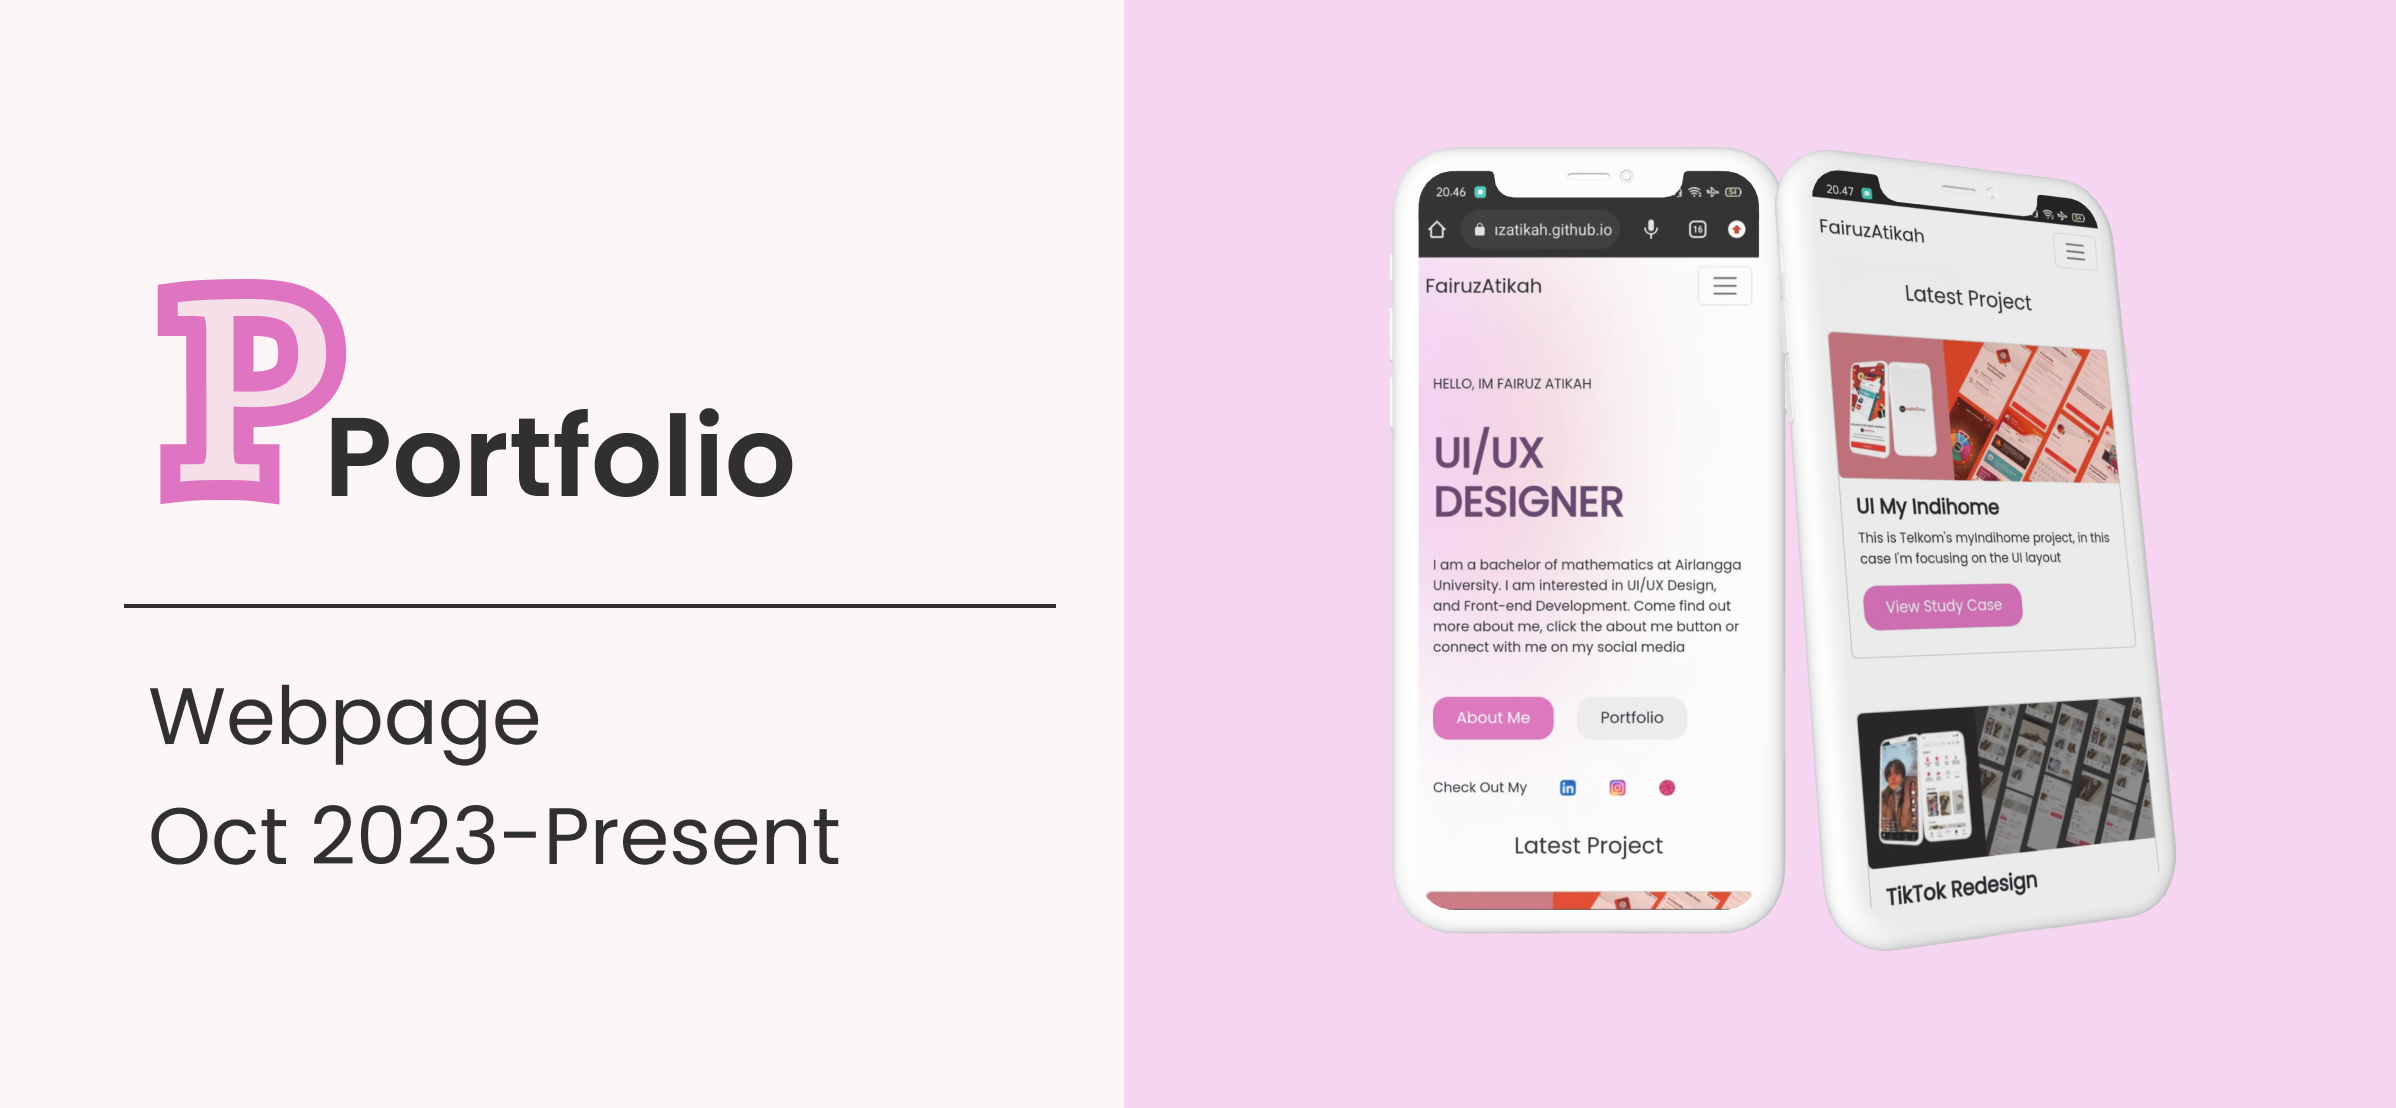 P
Portfolio
Webpage
Oct 2023-Present
20.46
54
ızatikah.github.io
16
FairuzAtikah
HELLO, IM FAIRUZ ATIKAH
UI/UX
DESIGNER
I am a bachelor of mathematics at Airlangga
University. I am interested in UI/UX Design,
and Front-end Development. Come find out
more about me, click the about me button or
connect with me on my social media
About Me
Portfolio
Check Out My
in
Latest Project
20.47
54
FairuzAtikah
Latest Project
UI My Indihome
This is Telkom's myIndihome project, in this
case I'm focusing on the UI layout
View Study Case
TikTok Redesign